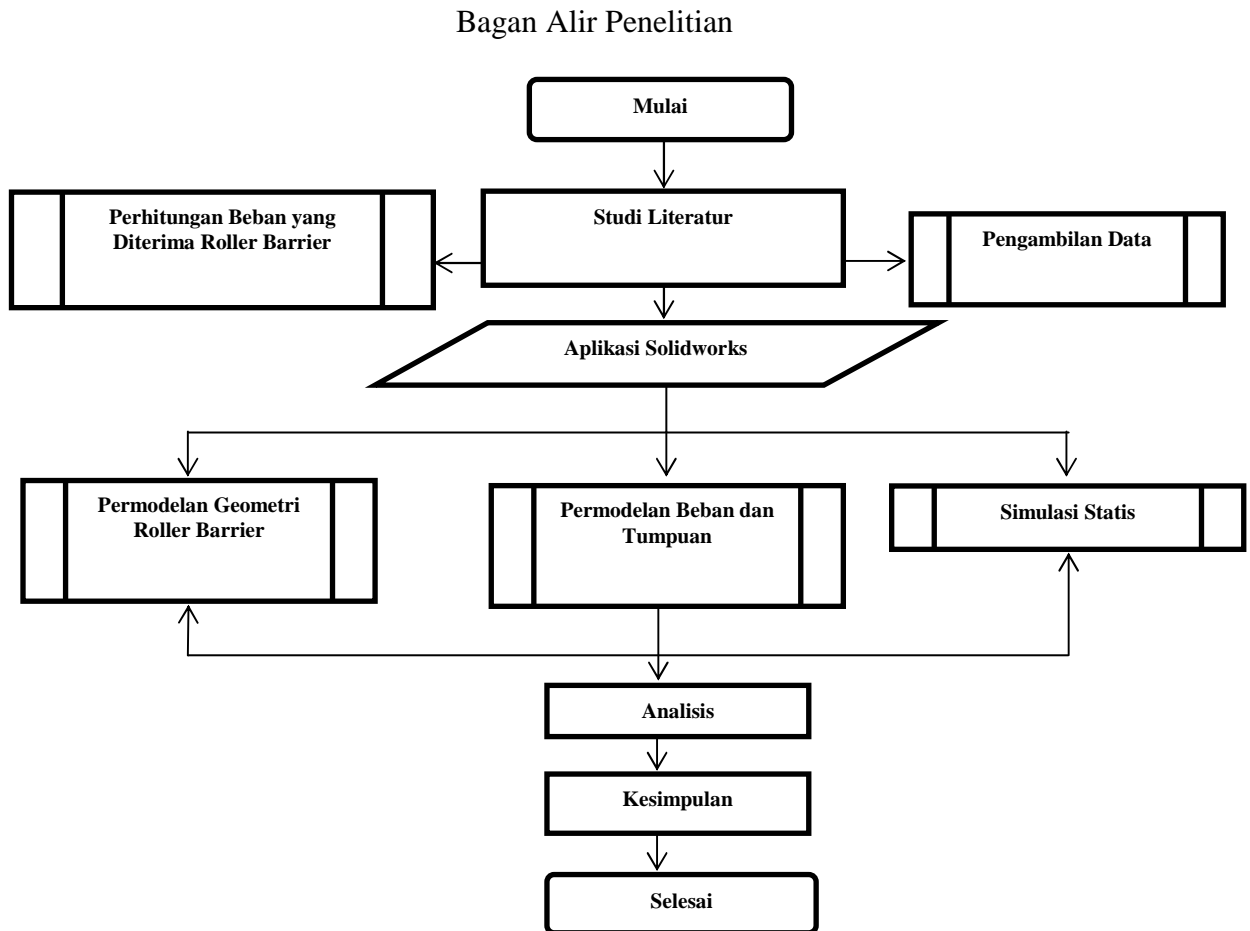 Bagan Alir Penelitian
Mulai
Perhitungan Beban yang
Diterima Roller Barrier
Studi Literatur
Pengambilan Data
Aplikasi Solidworks
Permodelan Geometri
Roller Barrier
Permodelan Beban dan
Tumpuan
Simulasi Statis
Analisis
Kesimpulan
Selesai